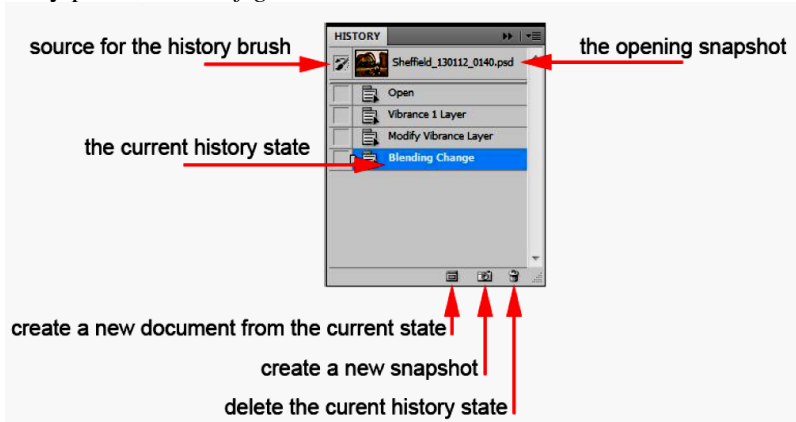 source for the history brush
HISTORY
the opening snapshot
Sheffield_130112_0140.psd
Open
Vibrance 1 Layer
Modify Vibrance Layer
the current history state
Blending Change
create a new document from the current state
create a new snapshot
delete the curent history state